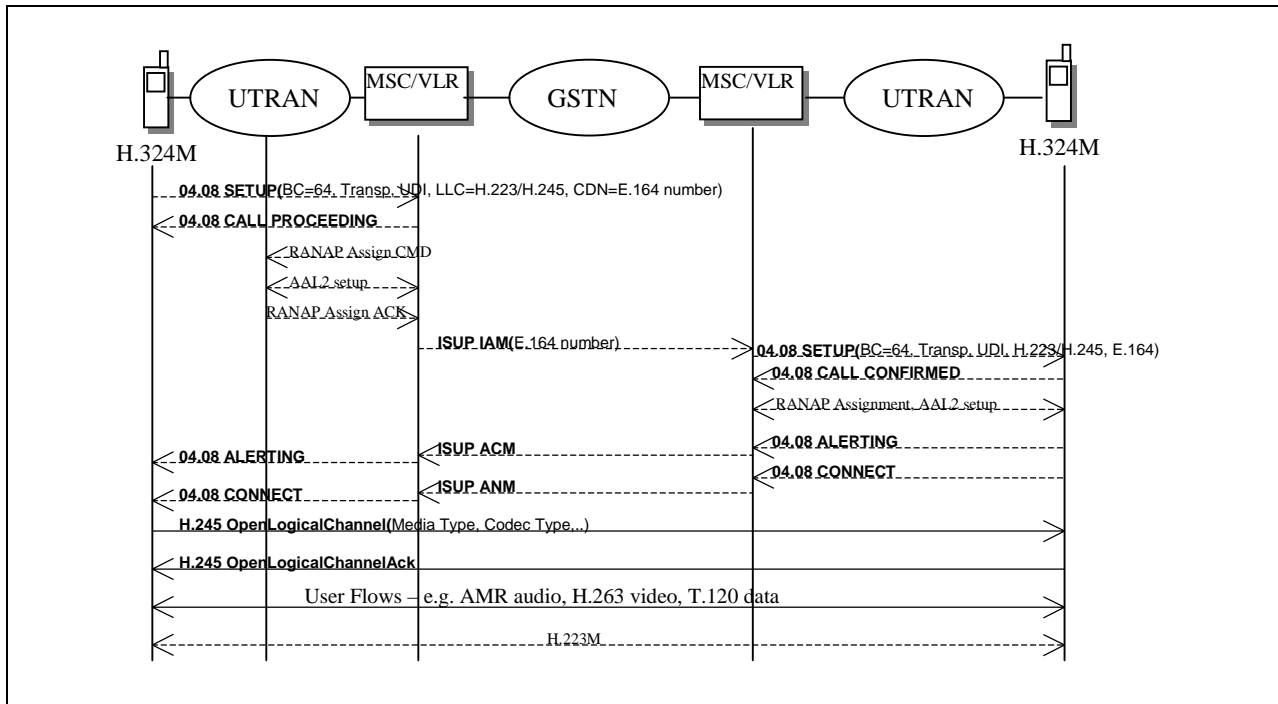 MSC/VLR
MSC/VLR
UTRAN
GSTN
UTRAN
H.324M
H.324M
04.08 SETUP(BC=64, Transp, UDI, LLC=H.223/H.245, CDN=E.164 number)
04.08 CALL PROCEEDING
RANAP Assign CMD
AAL2 setup
RANAP Assign ACK
ISUP IAM(E.164 number)
04.08 SETUP(BC=64, Transp, UDI, H.223/H.245, E.164)
04.08 CALL CONFIRMED
RANAP Assignment, AAL2 setup
04.08 ALERTING
ISUP ACM
04.08 ALERTING
04.08 CONNECT
ISUP ANM
04.08 CONNECT
H.245 OpenLogicalChannel(Media Type, Codec Type,..)
H.245 OpenLogicalChannelAck
User Flows – e.g. AMR audio, H.263 video, T.120 data
H.223M